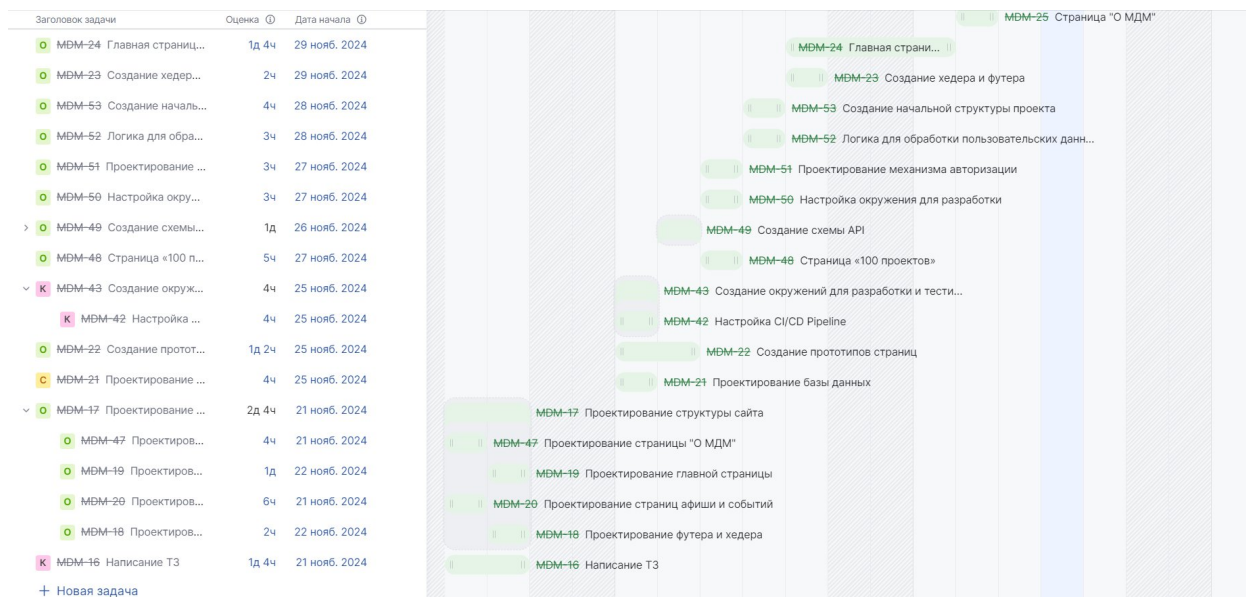 Заголовок задачи Оценка Дата начала
MDM-25 Страница "О МДМ"
О MDM-24 Главная страниц... 1д 4ч 29 нояб. 2024 MDM-24 Главная страни...
О MDM-23 Создание хедер... 2ч 29 нояб. 2024 MDM-23 Создание хедера и футера
О MDM-53 Создание началь... 4ч 28 нояб. 2024 MDM-53 Создание начальной структуры проекта
О MDM-52 Логика для обра... 3ч 28 нояб. 2024 MDM-52 Логика для обработки пользовательских данн...
О MDM-51 Проектирование ... 3ч 27 нояб. 2024 MDM-51 Проектирование механизма авторизации
О MDM-50 Настройка окру... 3ч 27 нояб. 2024 MDM-50 Настройка окружения для разработки
О MDM-49 Создание схемы... 1д 26 нояб. 2024 MDM-49 Создание схемы API
О MDM-48 Страница «100 п... 5ч 27 нояб. 2024 MDM-48 Страница «100 проектов»
К MDM-43 Создание окруж... 4ч 25 нояб. 2024 MDM-43 Создание окружений для разработки и тести...
К MDM-42 Настройка ... 4ч 25 нояб. 2024 MDM-42 Настройка CI/CD Pipeline
О MDM-22 Создание протот... 1д 2ч 25 нояб. 2024 MDM-22 Создание прототипов страниц
С MDM-21 Проектирование ... 4ч 25 нояб. 2024 MDM-21 Проектирование базы данных
О MDM-17 Проектирование ... 2д 4ч 21 нояб. 2024 MDM-17 Проектирование структуры сайта
О MDM-47 Проектиров... 4ч 21 нояб. 2024 MDM-47 Проектирование страницы "О МДМ"
О MDM-19 Проектиров... 1д 22 нояб. 2024 MDM-19 Проектирование главной страницы
О MDM-20 Проектиров... 6ч 21 нояб. 2024 MDM-20 Проектирование страниц афиши и событий
О MDM-18 Проектиров... 2ч 22 нояб. 2024 MDM-18 Проектирование футера и хедера
К MDM-16 Написание ТЗ 1д 4ч 21 нояб. 2024 MDM-16 Написание ТЗ
+ Новая задача